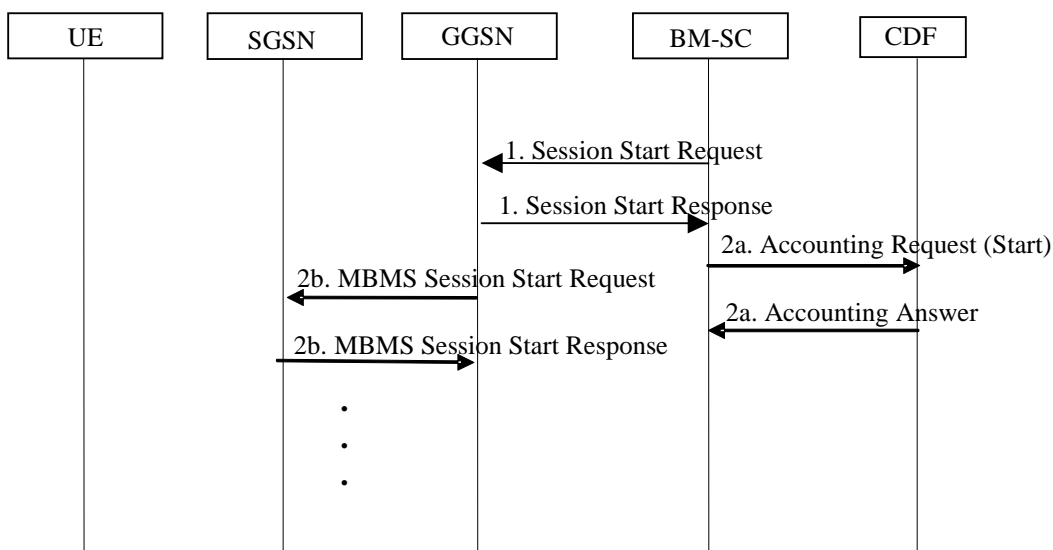 UE
SGSN
GGSN
BM-SC
CDF
1. Session Start Request
1. Session Start Response
2a. Accounting Request (Start)
2b. MBMS Session Start Request
2a. Accounting Answer
2b. MBMS Session Start Response